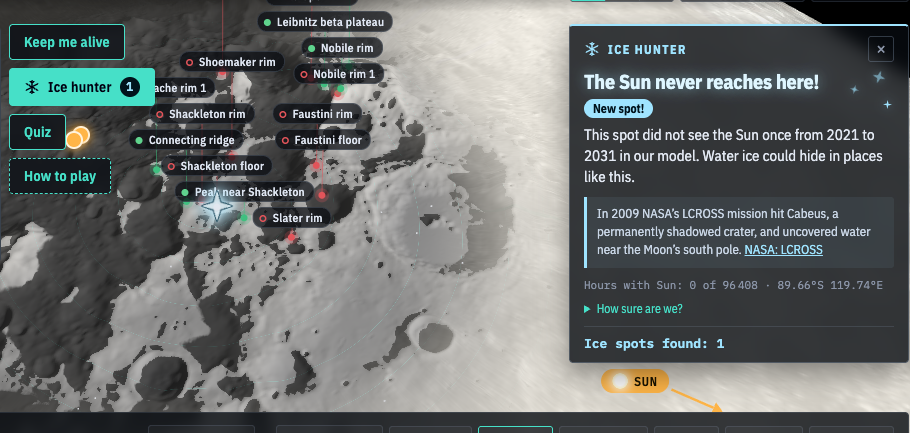 Leibnitz beta plateau
Keep me alive
Nobile rim
ICE HUNTER
×
Shoemaker rim
Nobile rim 1
The Sun never reaches here!
Ice hunter 1
ache rim 1
New spot!
Shackleton rim
Faustini rim
This spot did not see the Sun once from 2021 to
2031 in our model. Water ice could hide in places
like this.
Quiz
Connecting ridge
Faustini floor
How to play
Shackleton floor
Peak near Shackleton
Slater rim
In 2009 NASA's LCROSS mission hit Cabeus, a
permanently shadowed crater, and uncovered water
near the Moon's south pole. NASA: LCROSS
Hours with Sun: 0 of 96 408 · 89.66°S 119.74°E
How sure are we?
Ice spots found: 1
SUN